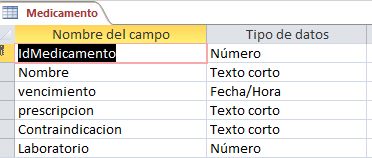 Medicamento
Nombre del campo Tipo de datos
IdMedicamento Número
Nombre Texto corto
vencimiento Fecha/Hora
prescripcion Texto corto
Contraindicacion Texto corto
Laboratorio Número